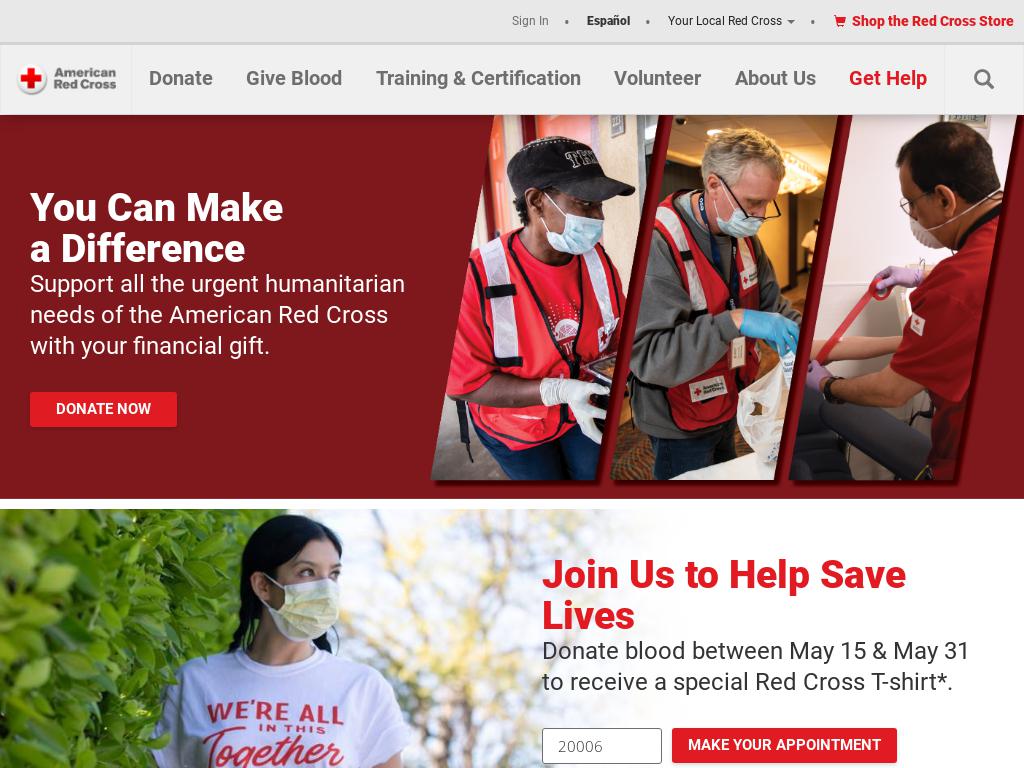 Sign In • Español • Your Local Red Cross • Shop the Red Cross Store
American
Red Cross
Donate Give Blood Training & Certification Volunteer About Us Get Help
You Can Make
a Difference
Support all the urgent humanitarian
needs of the American Red Cross
with your financial gift.
DONATE NOW
American
Red Cross
Join Us to Help Save
Lives
Donate blood between May 15 & May 31
to receive a special Red Cross T-shirt*.
20006 MAKE YOUR APPOINTMENT
WE'RE ALL
IN THIS
Together